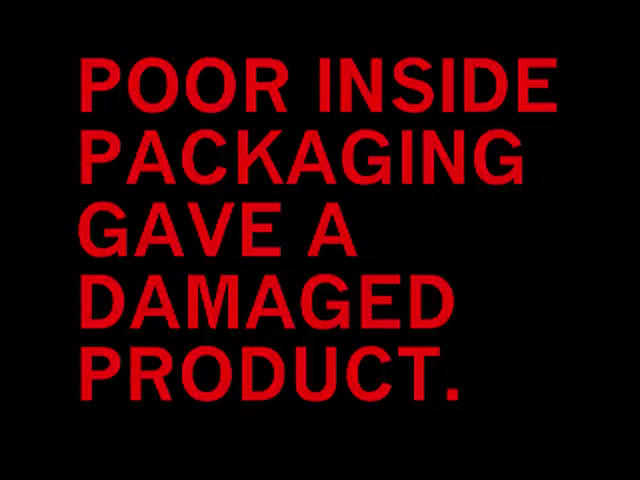 POOR INSIDE
PACKAGING
GAVE A
DAMAGED
PRODUCT.